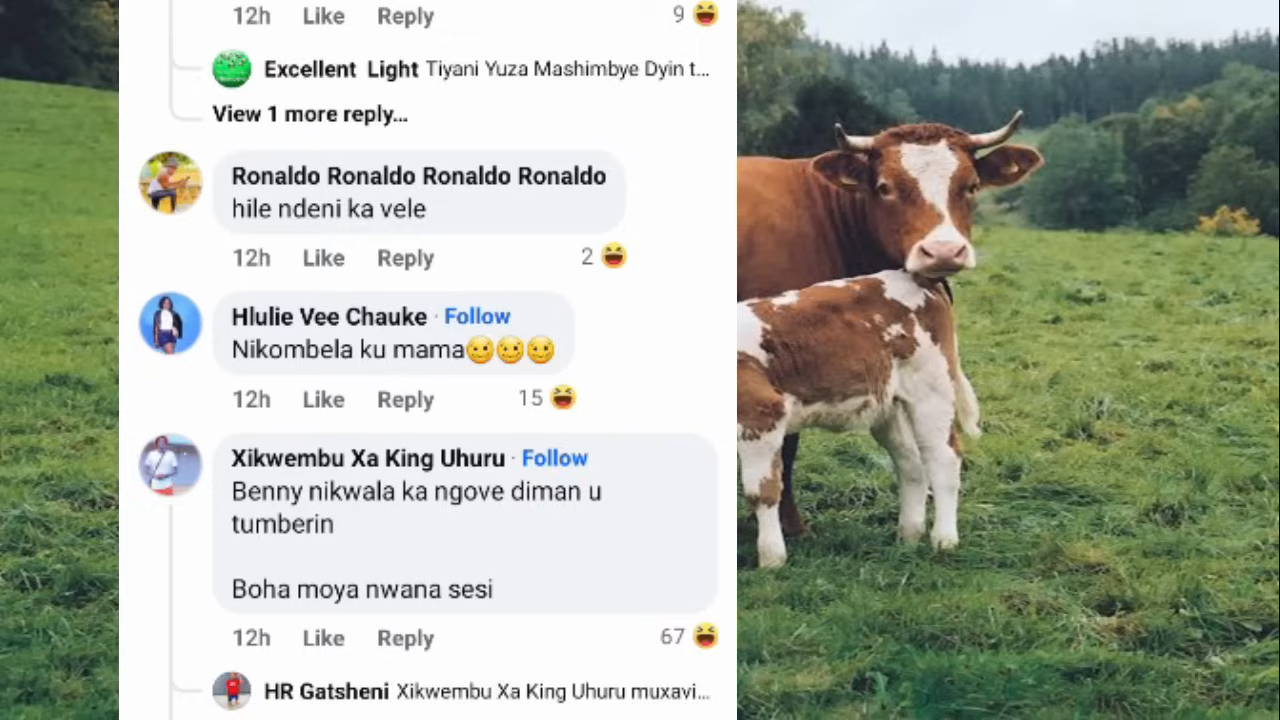 12h Like Reply 9
Excellent Light Tiyani Yuza Mashimbye Dyin t...
View 1 more reply...
Ronaldo Ronaldo Ronaldo Ronaldo
hile ndeni ka vele
12h Like Reply 2
Hlulie Vee Chauke · Follow
Nikombela ku mama🥴🥴🥴
12h Like Reply 15
Xikwembu Xa King Uhuru · Follow
Benny nikwala ka ngove diman u
tumberin
Boha moya nwana sesi
12h Like Reply 67
HR Gatsheni Xikwembu Xa King Uhuru muxavi...